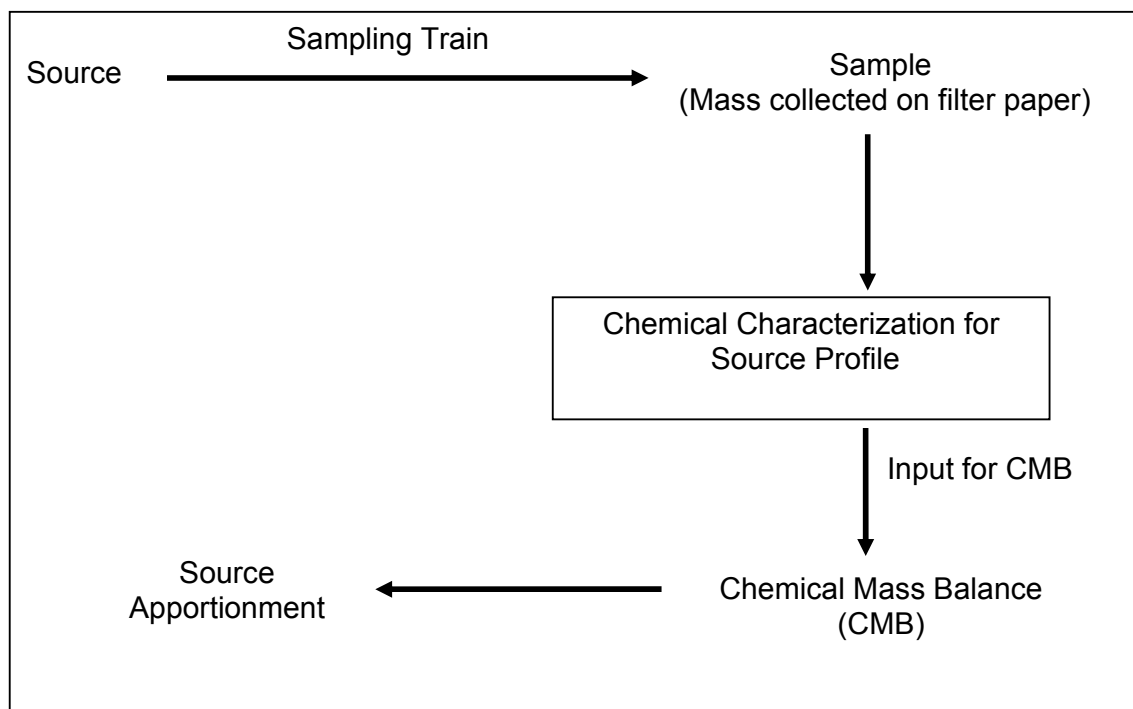 Sampling Train
Source
Sample
(Mass collected on filter paper)
Chemical Characterization for
Source Profile
Input for CMB
Chemical Mass Balance
(CMB)
Source
Apportionment